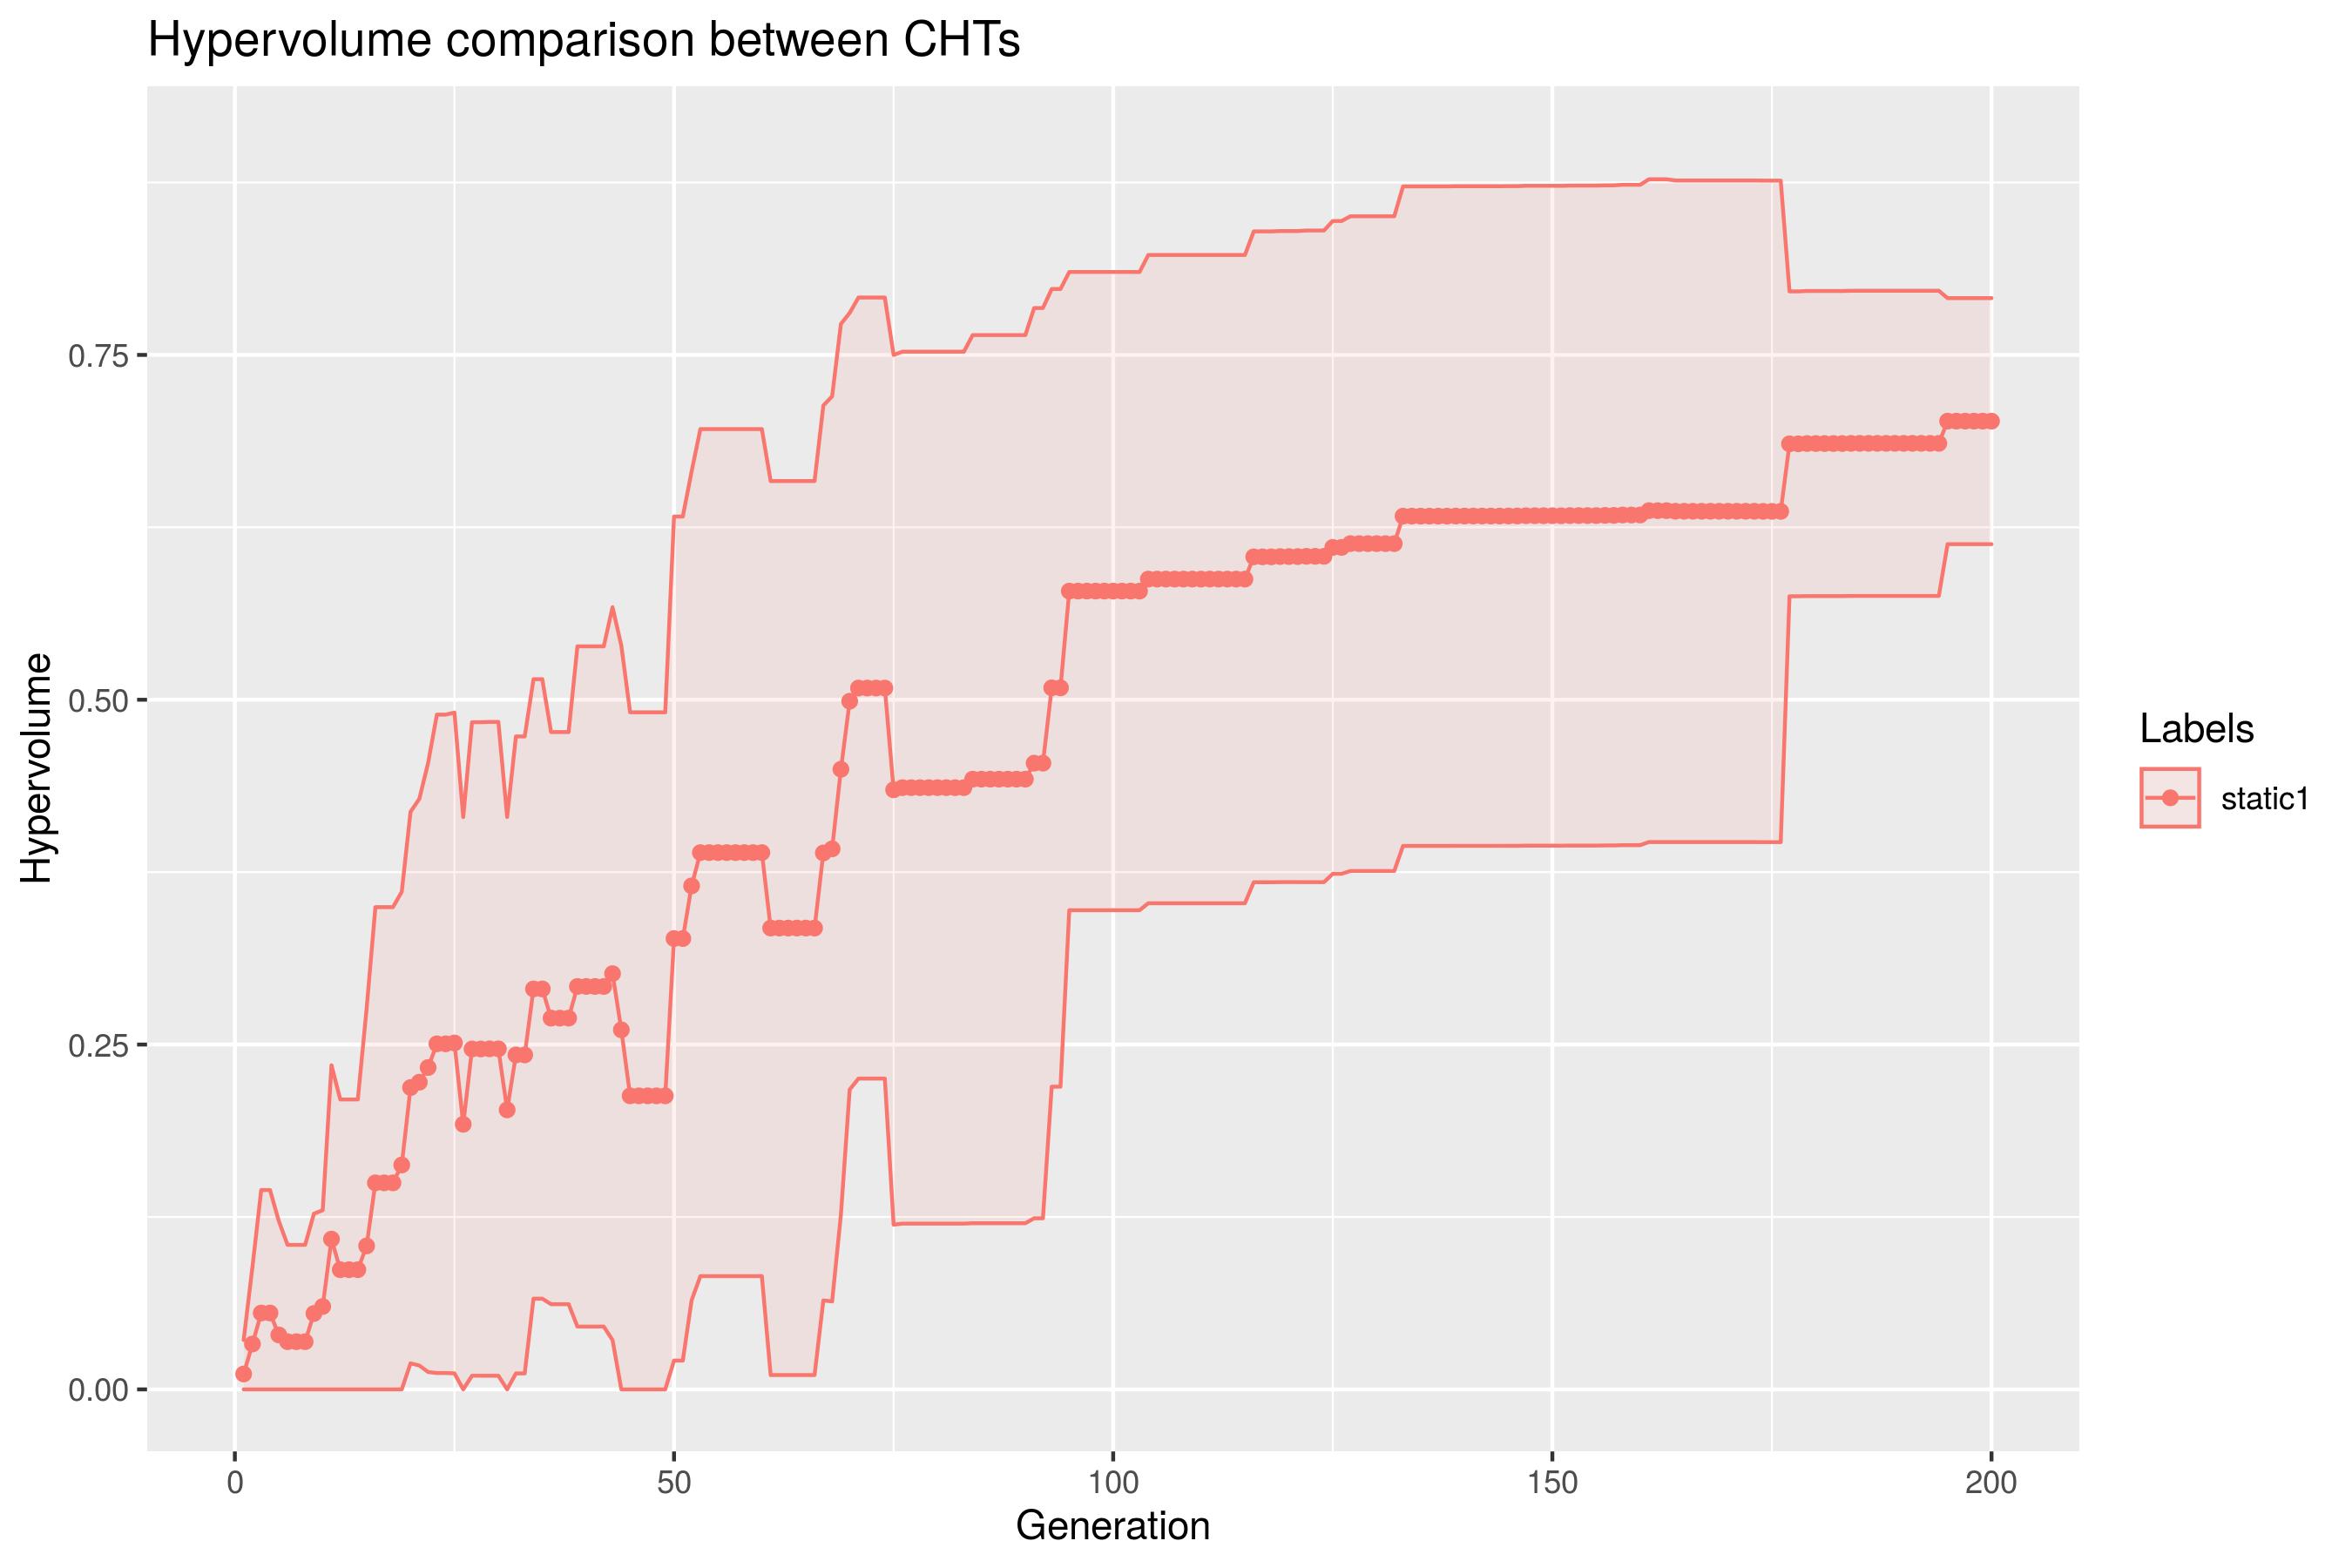 Hypervolume comparison between CHTs
Hypervolume
0.75
0.50
0.25
0.00
0
50
100
150
200
Generation
Labels
static1